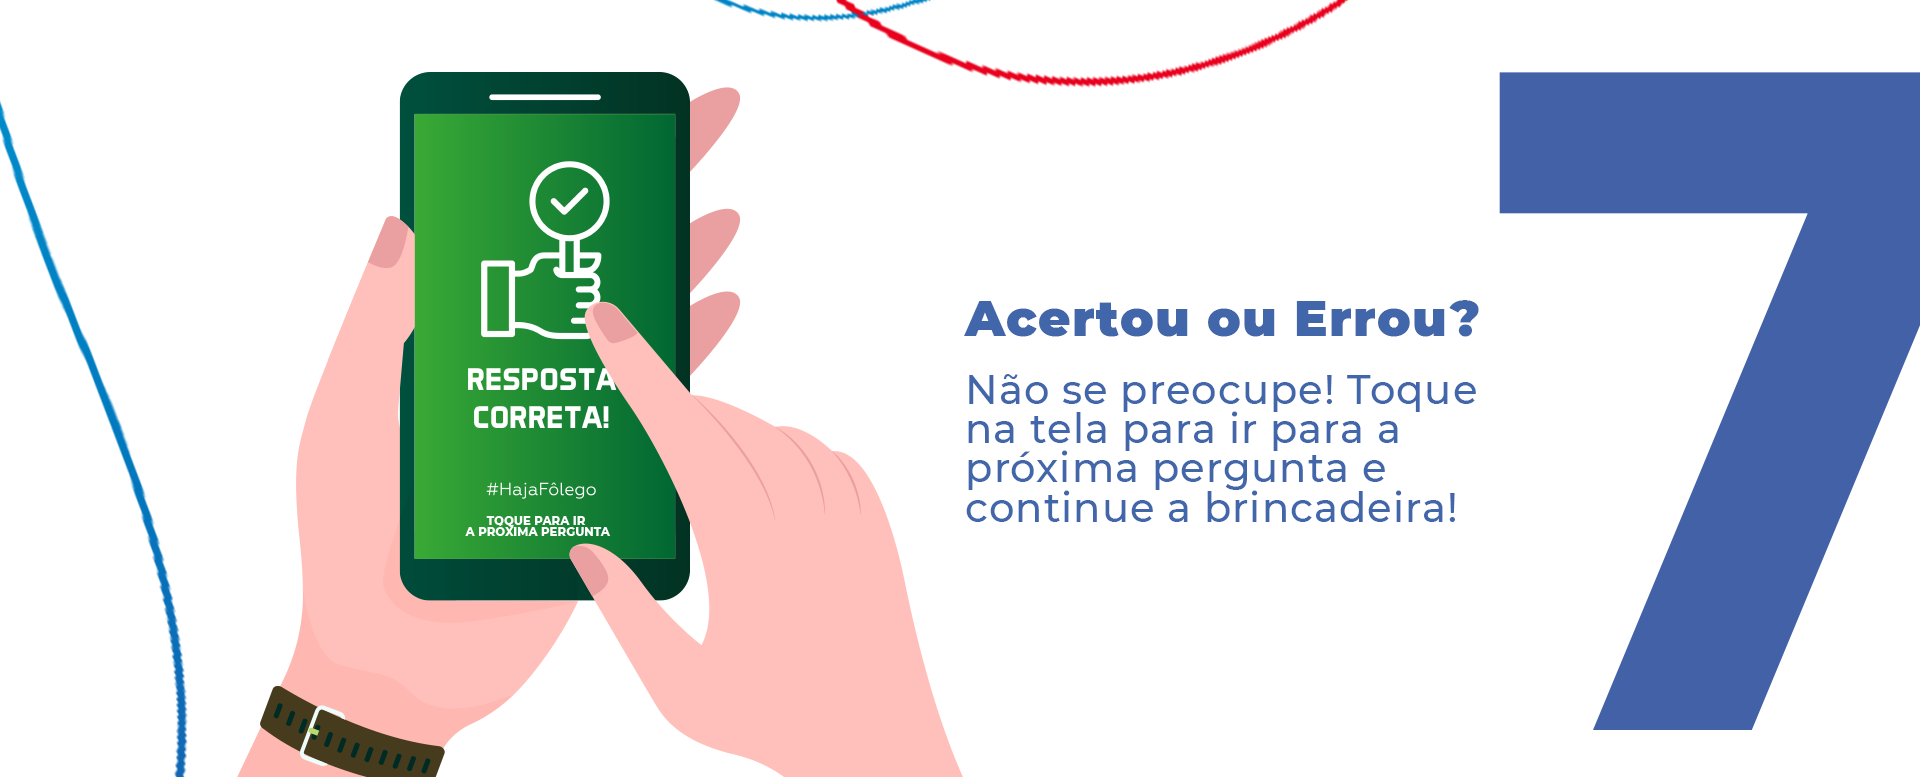 RESPOSTA
CORRETA!
#HajaFôlego
TOQUE PARA IR
A PRÓXIMA PERGUNTA
Acertou ou Errou?
Não se preocupe! Toque
na tela para ir para a
próxima pergunta e
continue a brincadeira!
7